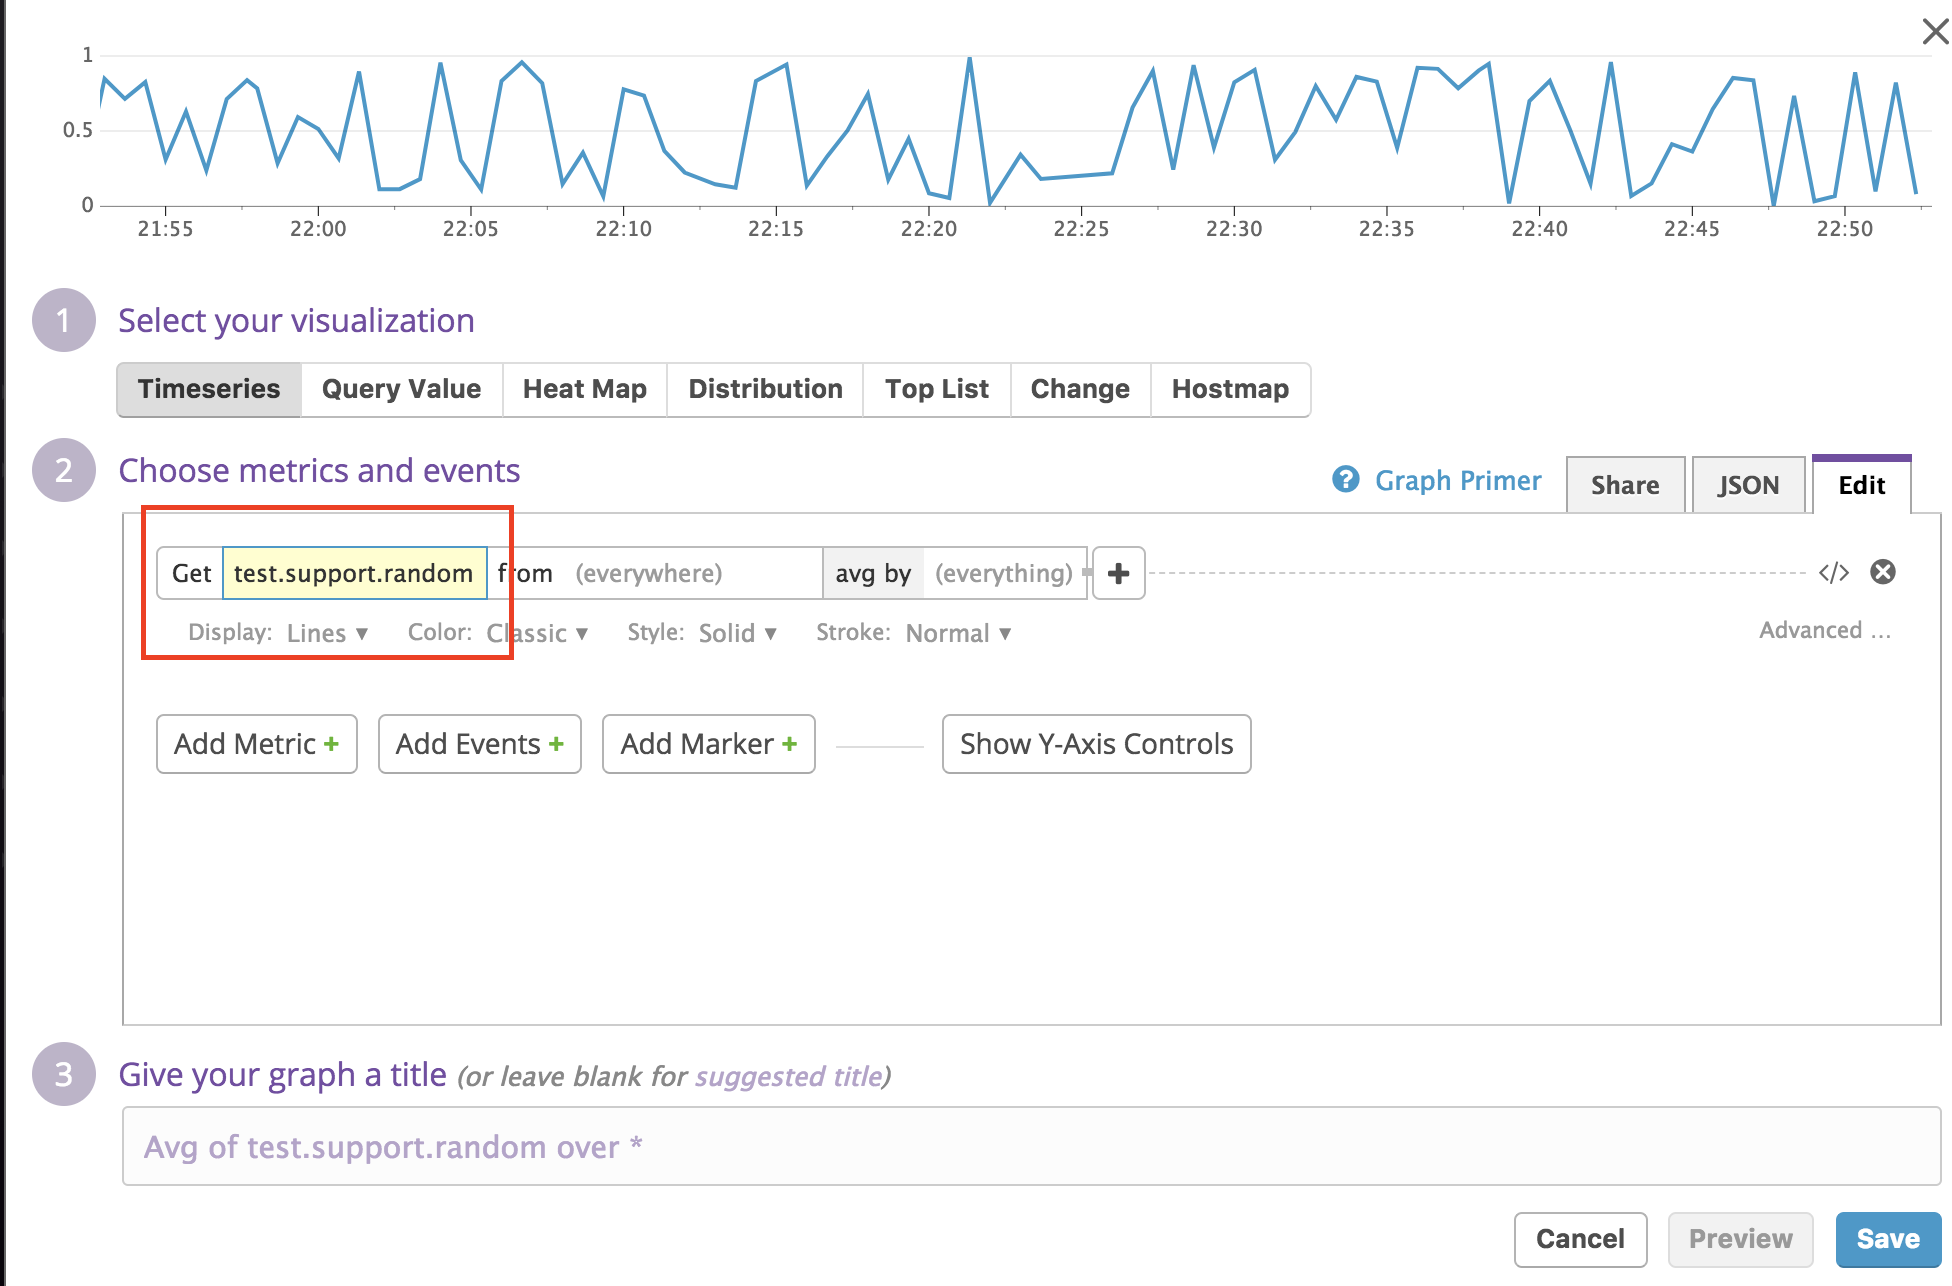 1
0.5
0
21:55 22:00 22:05 22:10 22:15 22:20 22:25 22:30 22:35 22:40 22:45 22:50
1 Select your visualization
Timeseries Query Value Heat Map Distribution Top List Change Hostmap
2 Choose metrics and events
? Graph Primer Share JSON Edit
Get test.support.random from (everywhere) avg by (everything) + </>
Display: Lines ▾ Color: Classic ▾ Style: Solid ▾ Stroke: Normal ▾ Advanced ...
Add Metric + Add Events + Add Marker + Show Y-Axis Controls
3 Give your graph a title (or leave blank for suggested title)
Avg of test.support.random over *
Cancel Preview Save